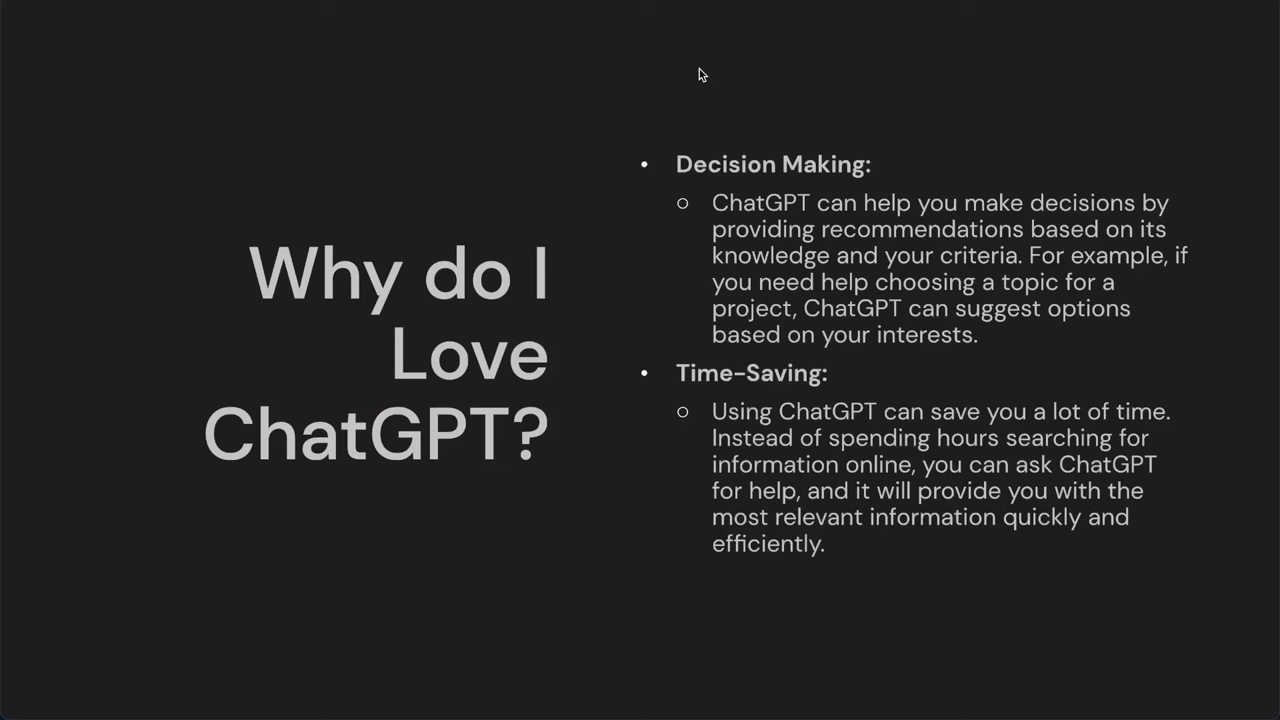 Why do I
Love
ChatGPT?
• Decision Making:
○ ChatGPT can help you make decisions by
providing recommendations based on its
knowledge and your criteria. For example, if
you need help choosing a topic for a
project, ChatGPT can suggest options
based on your interests.
• Time-Saving:
○ Using ChatGPT can save you a lot of time.
Instead of spending hours searching for
information online, you can ask ChatGPT
for help, and it will provide you with the
most relevant information quickly and
efficiently.